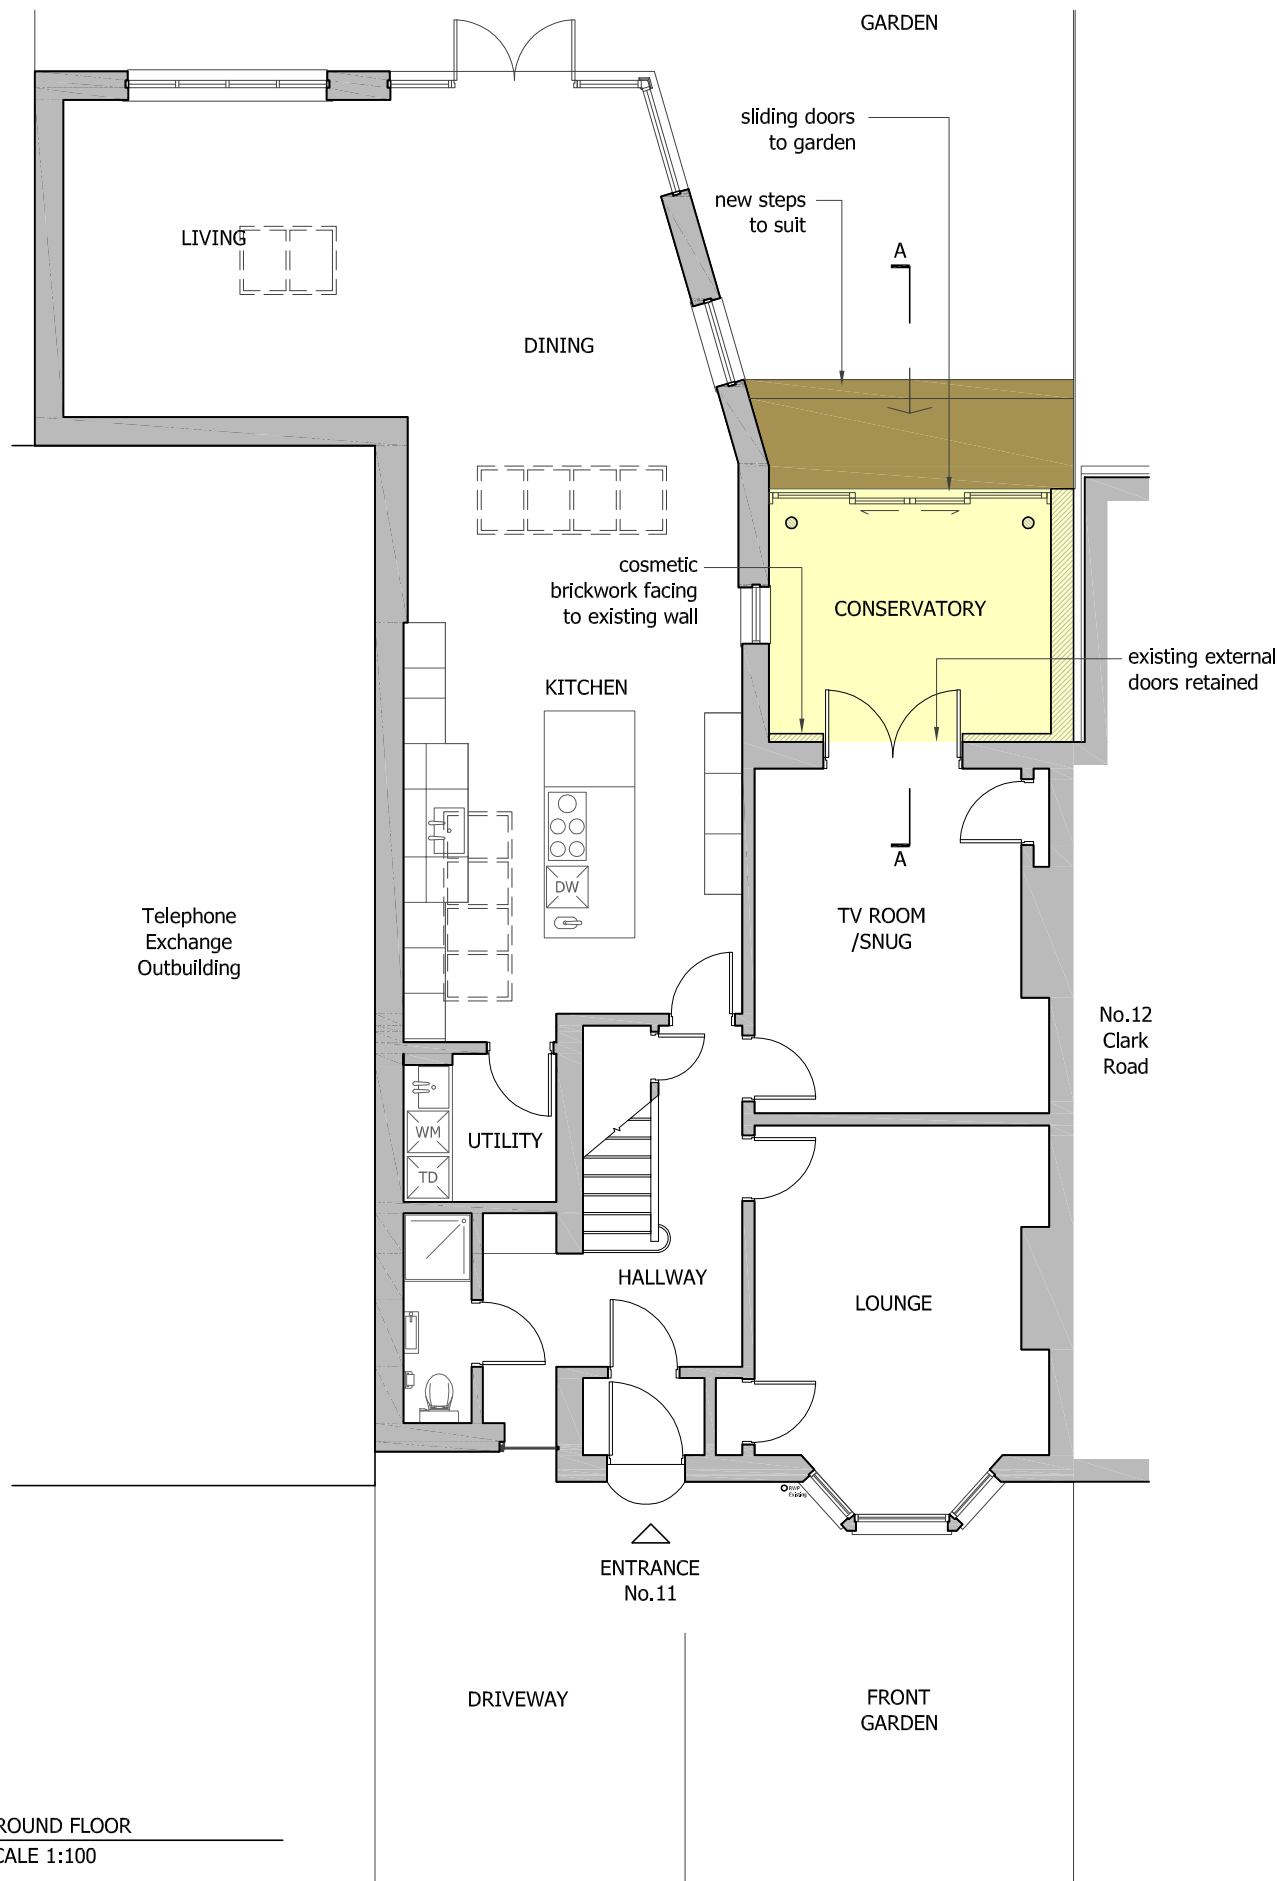 GARDEN
sliding doors
to garden
new steps
to suit
A
LIVING
DINING
cosmetic
brickwork facing
to existing wall
CONSERVATORY
existing external
doors retained
KITCHEN
DW
A
TV ROOM
/SNUG
Telephone
Exchange
Outbuilding
No.12
Clark
Road
WM
UTILITY
TD
HALLWAY
LOUNGE
RWP
Existing
ENTRANCE
No.11
DRIVEWAY
FRONT
GARDEN
ROUND FLOOR
CALE 1:100